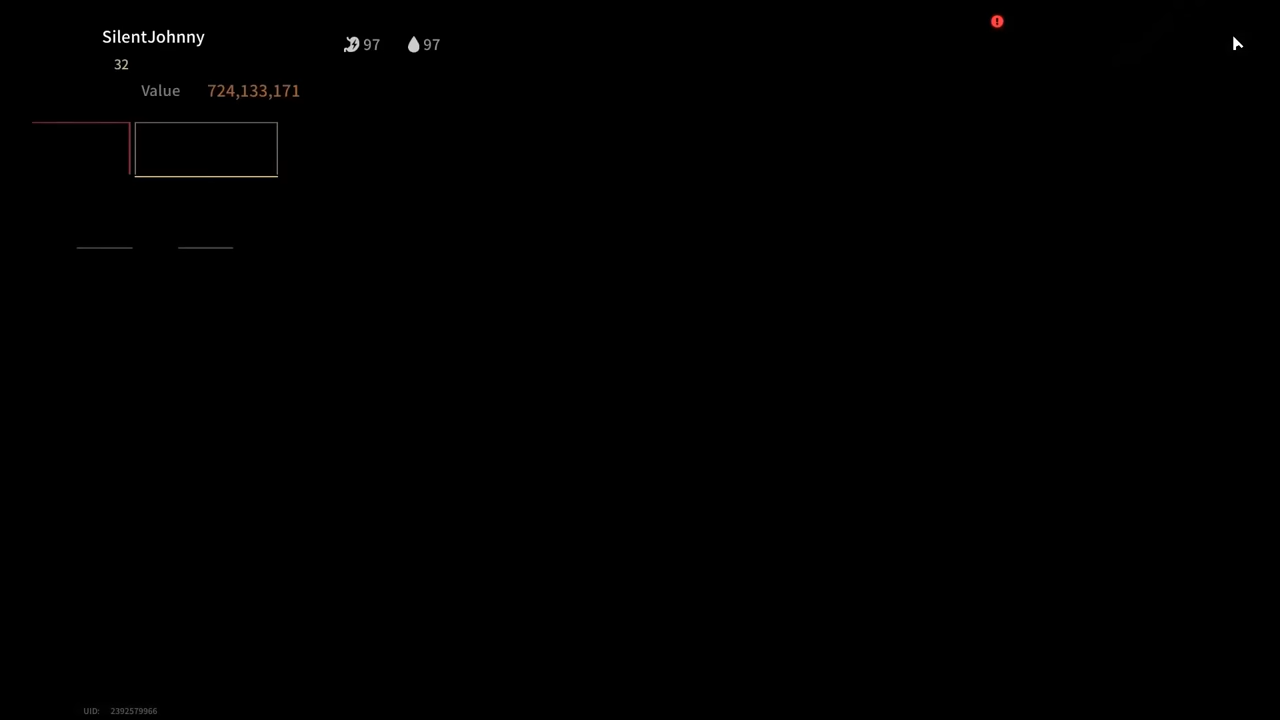 SilentJohnny
97 97
32
Value 724,133,171
UID: 2392579966